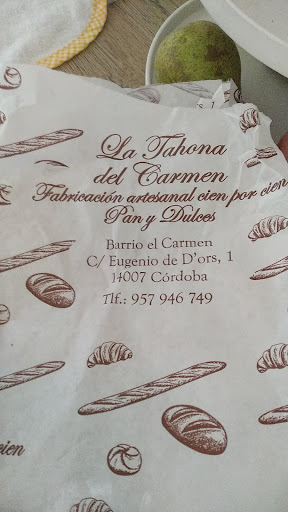 La Tahona
del Carmen
Fabricación artesanal cien por cien
Pan y Dulces
Barrio el Carmen
C/ Eugenio de D'ors, 1
14007 Córdoba
Tlf.: 957 946 749
cien